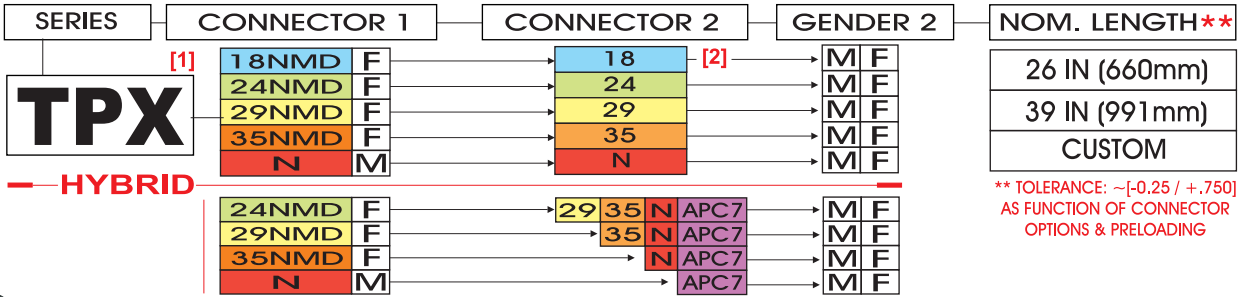 SERIES CONNECTOR 1 CONNECTOR 2 GENDER 2 NOM. LENGTH**
TPX
[1]
18NMD F 18 [2] M F
24NMD F 24 M F
29NMD F 29 M F
35NMD F 35 M F
N M N M F
26 IN (660mm)
39 IN (991mm)
CUSTOM
HYBRID
24NMD F 29 35 N APC7 M F
29NMD F 35 N APC7 M F
35NMD F N APC7 M F
N M APC7 M F
** TOLERANCE: ~[-0.25 / +.750]
AS FUNCTION OF CONNECTOR
OPTIONS & PRELOADING